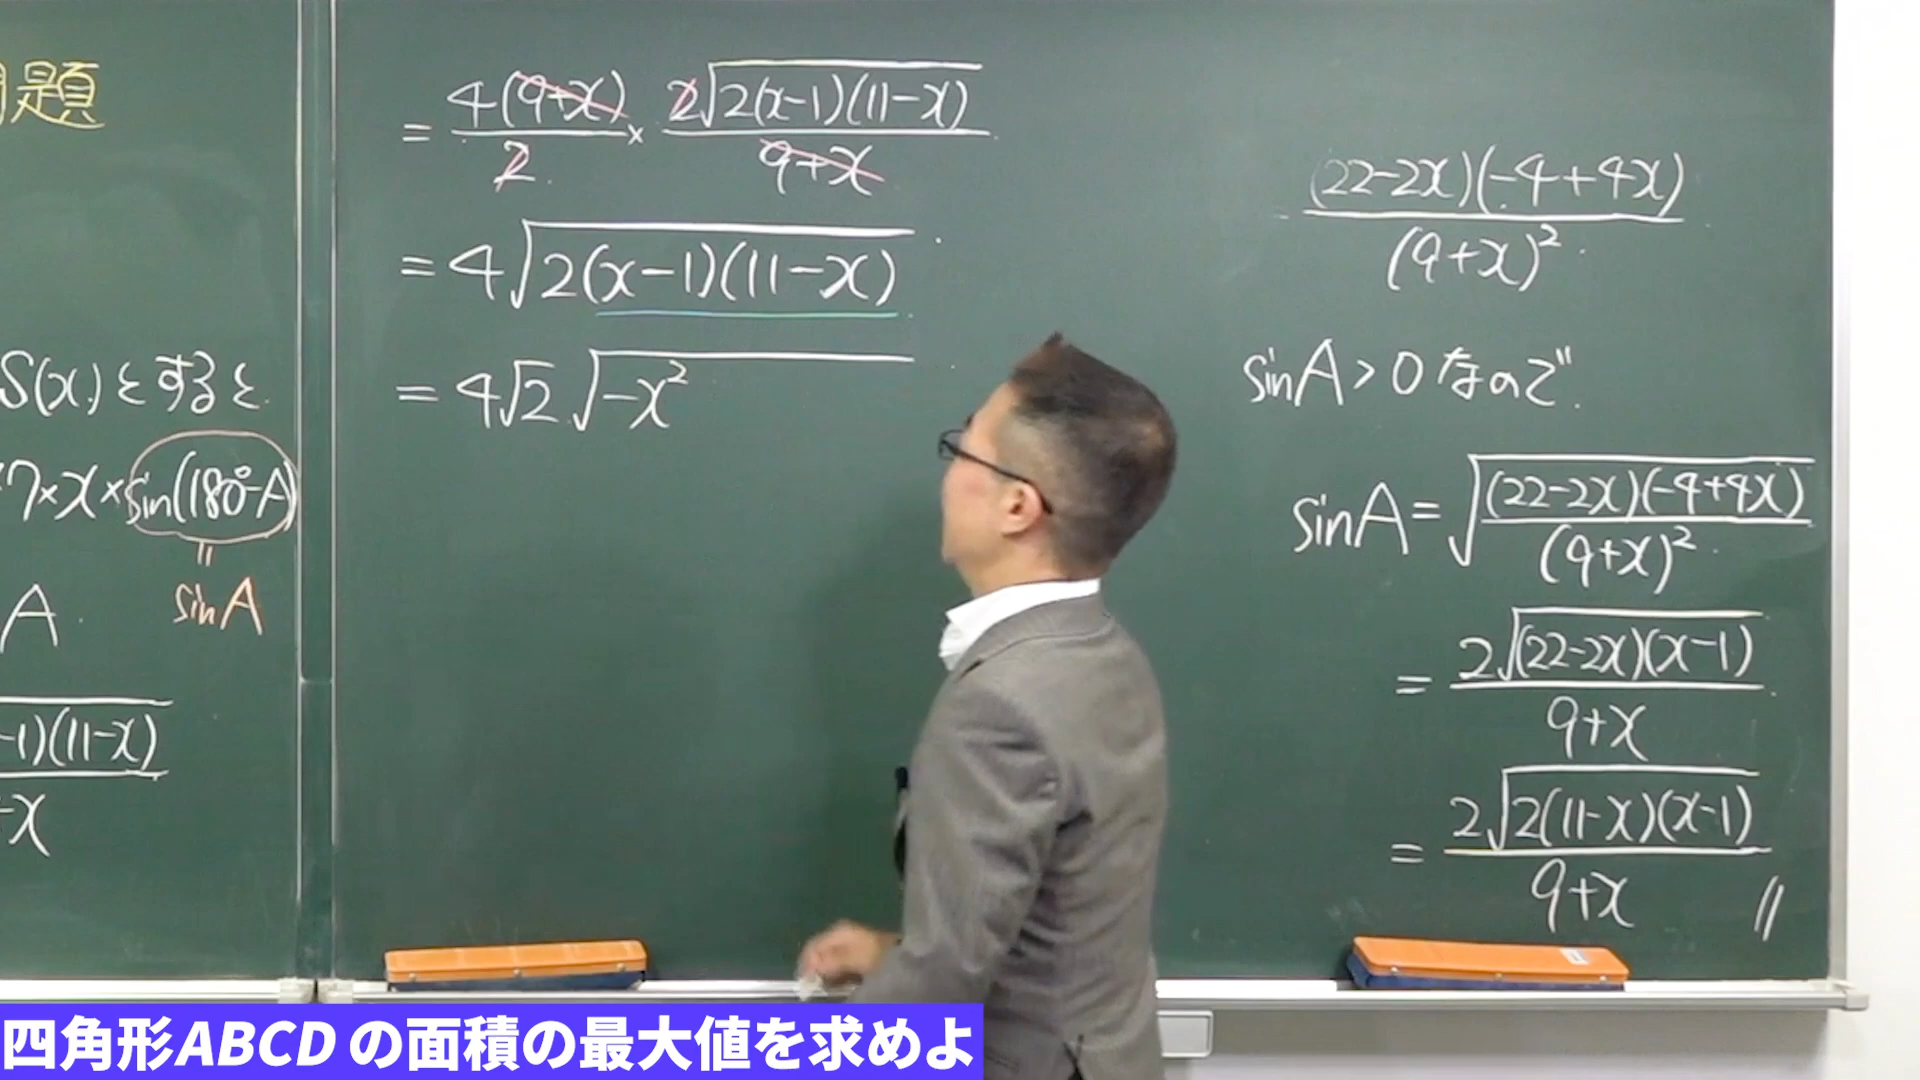 題
S(x)とすると
7×x×sin(180°-A)
=
sinA
A
-1)(11-x)
+x
= 4(9+x)/2 × 2√2(x-1)(11-x)/9+x
= 4√2(x-1)(11-x)
= 4√2 √-x²
(22-2x)(-4+4x)/(9+x)²
sinA>0なので
sinA=√(22-2x)(-4+4x)/(9+x)²
= 2√(22-2x)(x-1)/9+x
= 2√2(11-x)(x-1)/9+x //
四角形ABCDの面積の最大値を求めよ